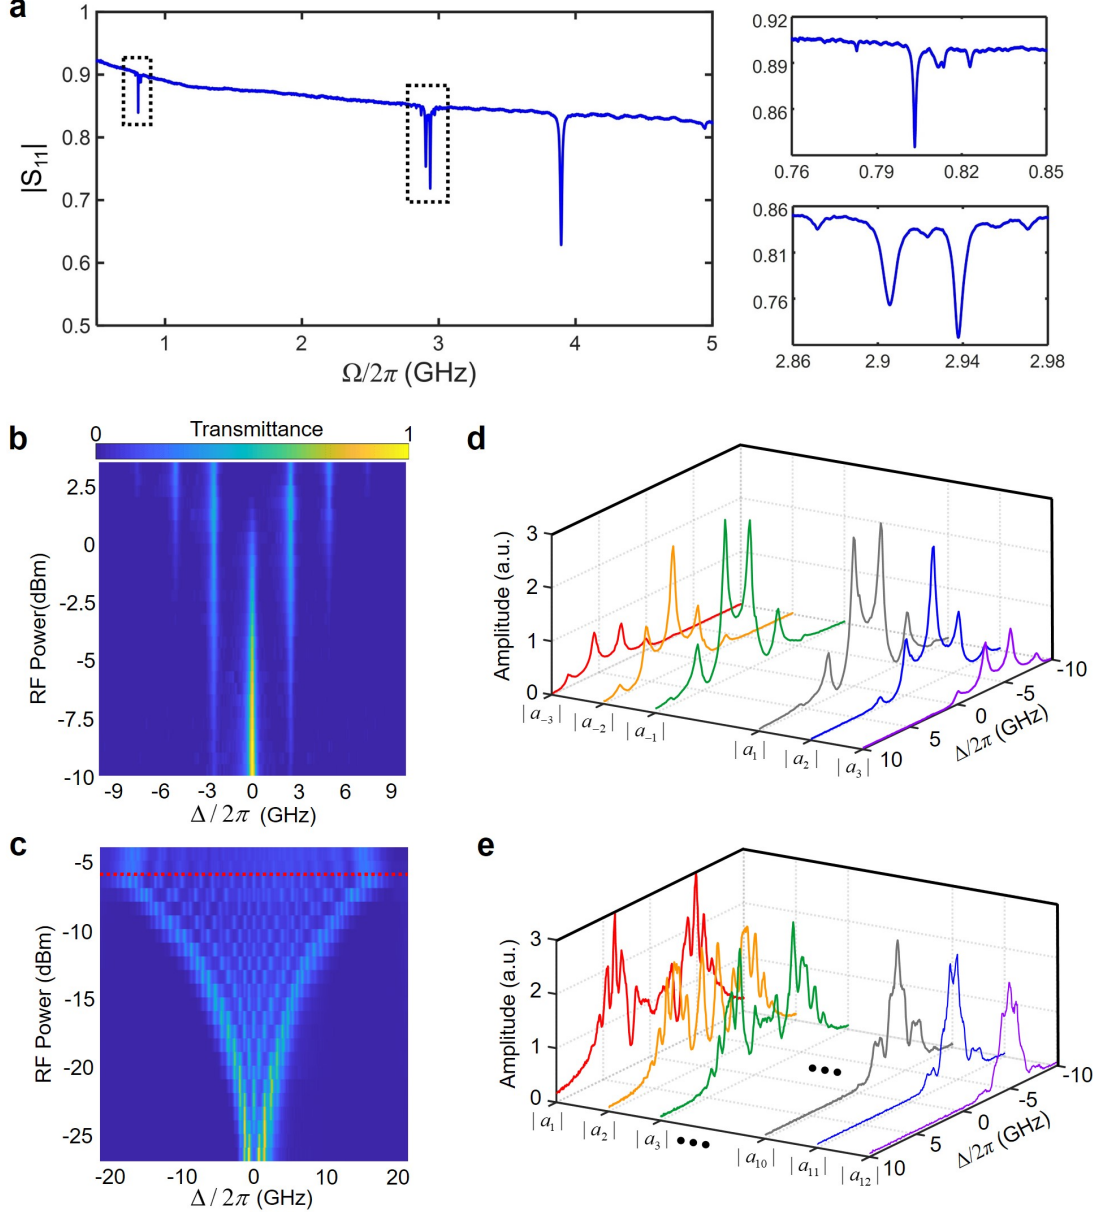 a
1
0.9
0.8
0.7
0.6
0.5
|S11|
1
2
3
4
5
Ω/2π (GHz)
0.92
0.89
0.86
0.76
0.79
0.82
0.85
0.86
0.81
0.76
2.86
2.9
2.94
2.98
b
0
Transmittance
1
2.5
0
-2.5
-5
-7.5
-10
RF Power(dBm)
-9
-6
-3
0
3
6
9
Δ / 2π (GHz)
c
-5
-10
-15
-20
-25
RF Power (dBm)
-20
-10
0
10
20
Δ / 2π (GHz)
d
3
2
1
0
Amplitude (a.u.)
|a−3|
|a−2|
|a−1|
|a1|
|a2|
|a3|
10
5
0
-5
-10
Δ/2π (GHz)
e
3
2
1
0
Amplitude (a.u.)
•••
|a1|
|a2|
|a3|
•••
|a10|
|a11|
|a12|
10
5
0
-5
-10
Δ/2π (GHz)